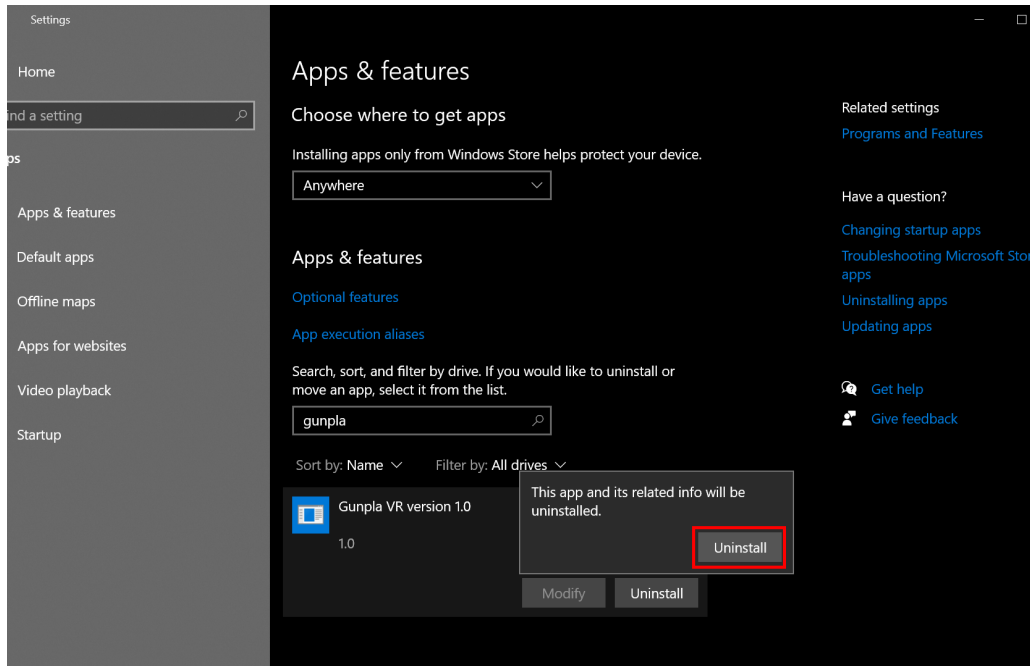 Settings
Home
ind a setting
ps
Apps & features
Default apps
Offline maps
Apps for websites
Video playback
Startup
Apps & features
Choose where to get apps
Installing apps only from Windows Store helps protect your device.
Anywhere
Apps & features
Optional features
App execution aliases
Search, sort, and filter by drive. If you would like to uninstall or
move an app, select it from the list.
gunpla
Sort by: Name
Filter by: All drives
Gunpla VR version 1.0
1.0
This app and its related info will be
uninstalled.
Uninstall
Modify
Uninstall
Related settings
Programs and Features
Have a question?
Changing startup apps
Troubleshooting Microsoft Stor
apps
Uninstalling apps
Updating apps
Get help
Give feedback